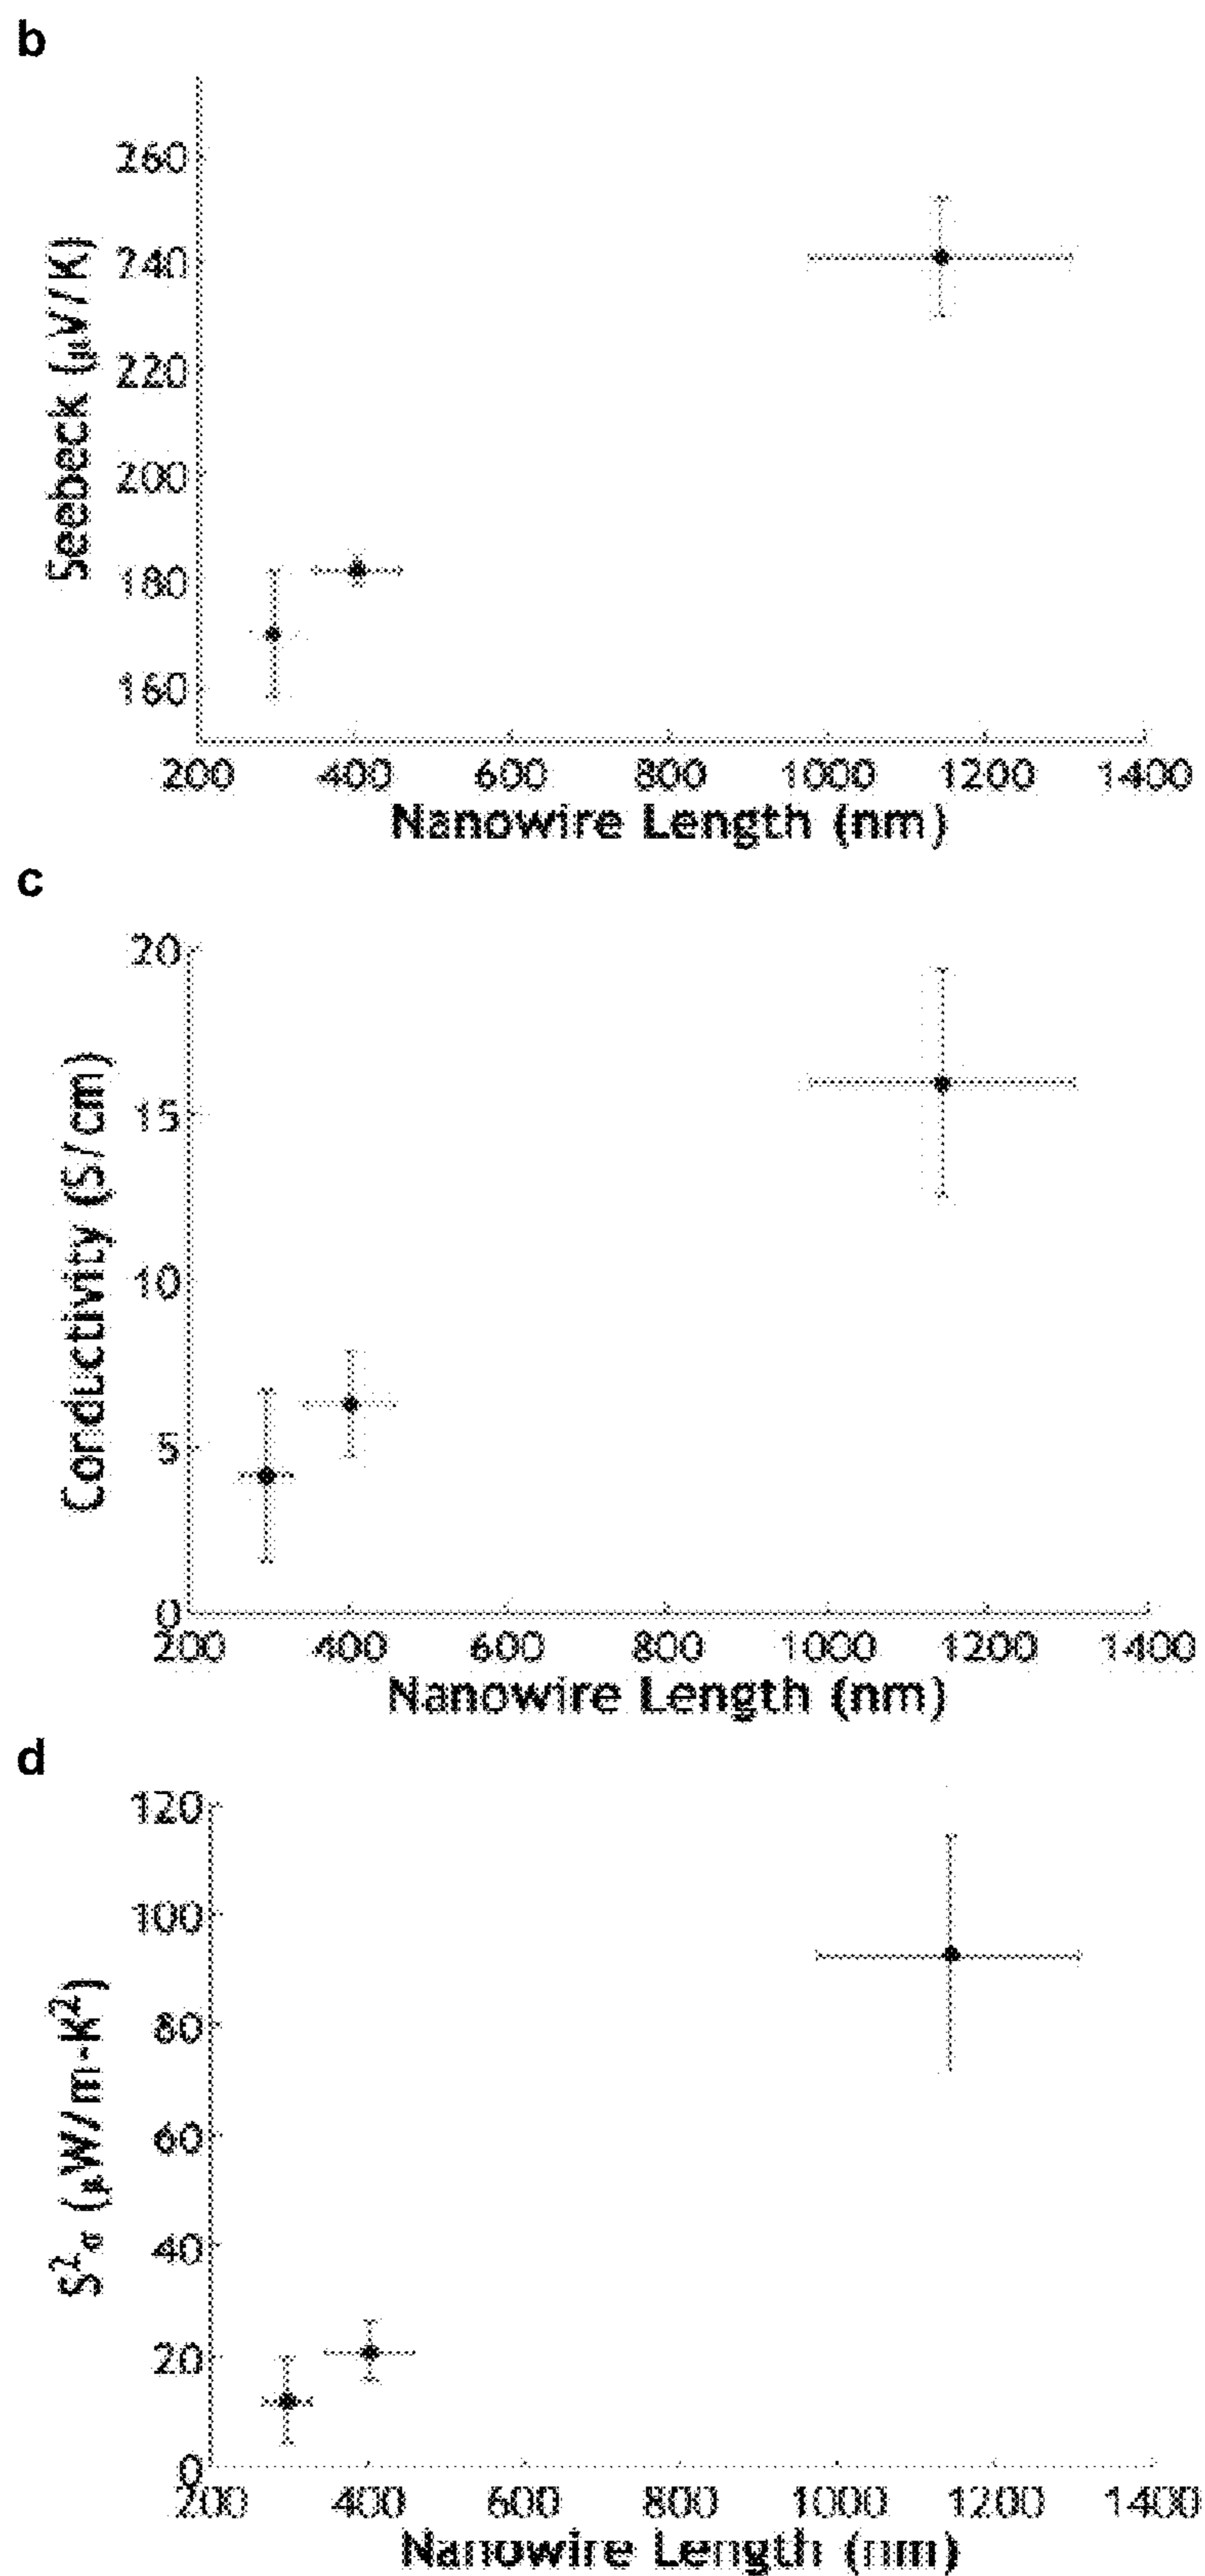 b
260
240
220
200
180
160
Seebeck (μV/K)
200 400 600 800 1000 1200 1400
Nanowire Length (nm)
c
20
15
10
5
0
Conductivity (S/cm)
200 400 600 800 1000 1200 1400
Nanowire Length (nm)
d
120
100
80
60
40
20
0
S²σ (μW/m-K²)
200 400 600 800 1000 1200 1400
Nanowire Length (nm)